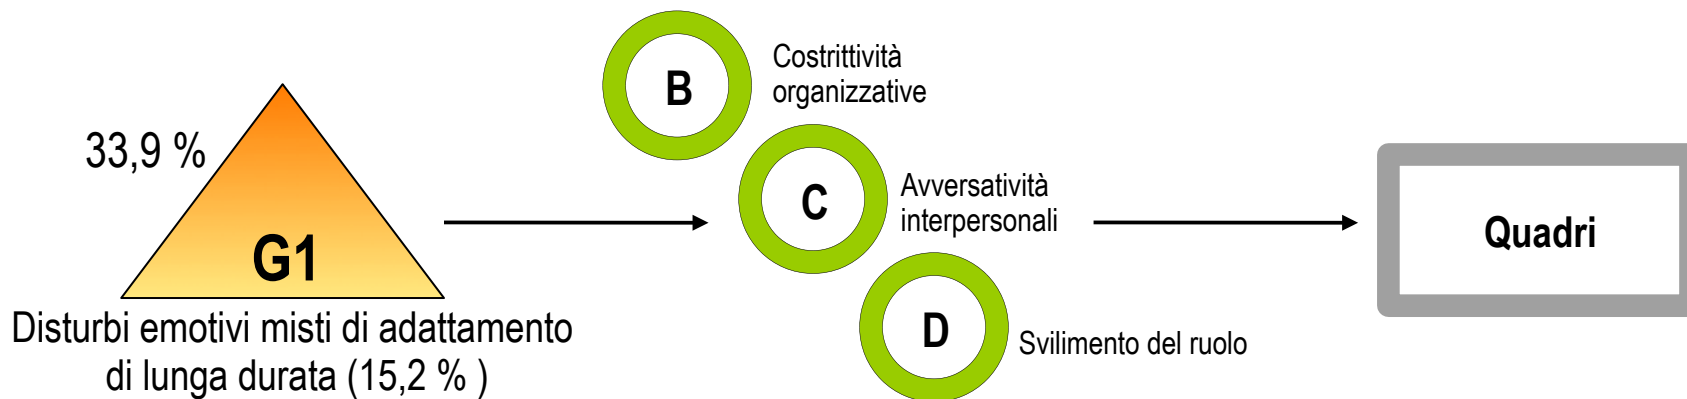 33,9 %
G1
Disturbi emotivi misti di adattamento
di lunga durata (15,2 % )
B
Costrittività
organizzative
C
Avversatività
interpersonali
D
Svilimento del ruolo
Quadri